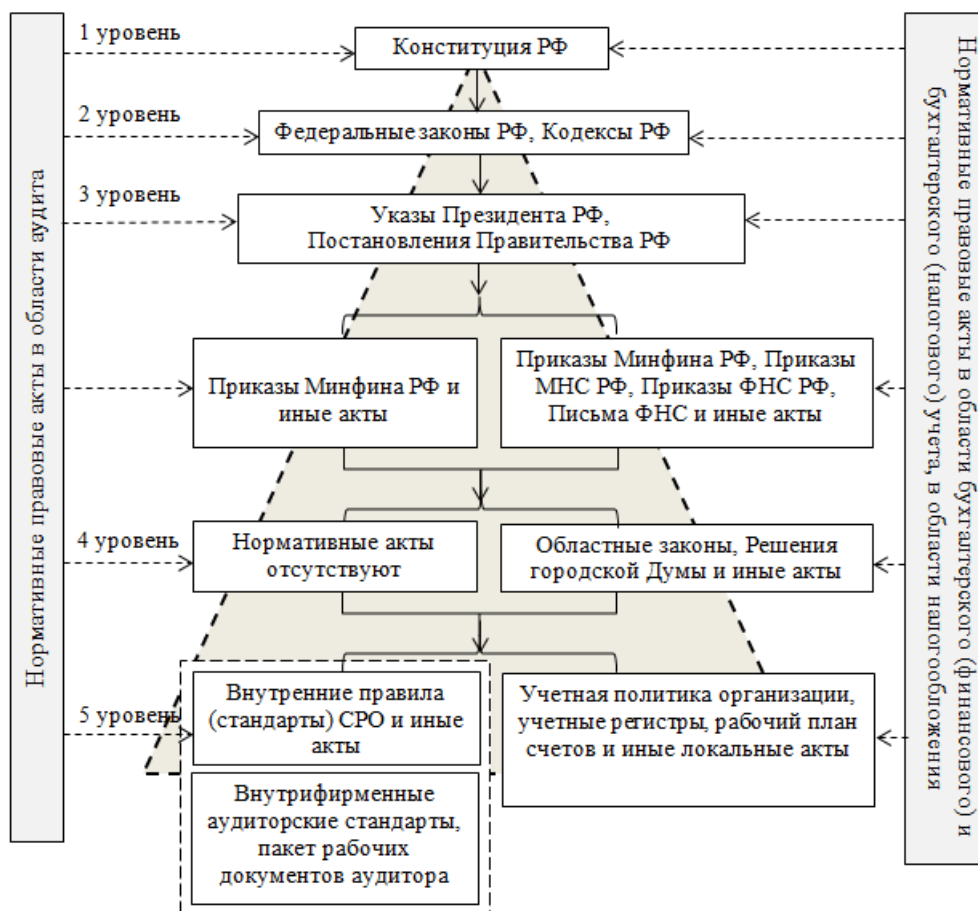 1 уровень
Конституция РФ
2 уровень
Федеральные законы РФ, Кодексы РФ
3 уровень
Указы Президента РФ,
Постановления Правительства РФ
Приказы Минфина РФ и
иные акты
Приказы Минфина РФ, Приказы
МНС РФ, Приказы ФНС РФ,
Письма ФНС и иные акты
4 уровень
Нормативные акты
отсутствуют
Областные законы, Решения
городской Думы и иные акты
5 уровень
Внутренние правила
(стандарты) СРО и иные
акты
Учетная политика организации,
учетные регистры, рабочий план
счетов и иные локальные акты
Внутрифирменные
аудиторские стандарты,
пакет рабочих
документов аудитора
Нормативные правовые акты в области аудита
Нормативные правовые акты в области бухгалтерского (финансового) и
бухгалтерского (налогового) учета, в области налогообложения